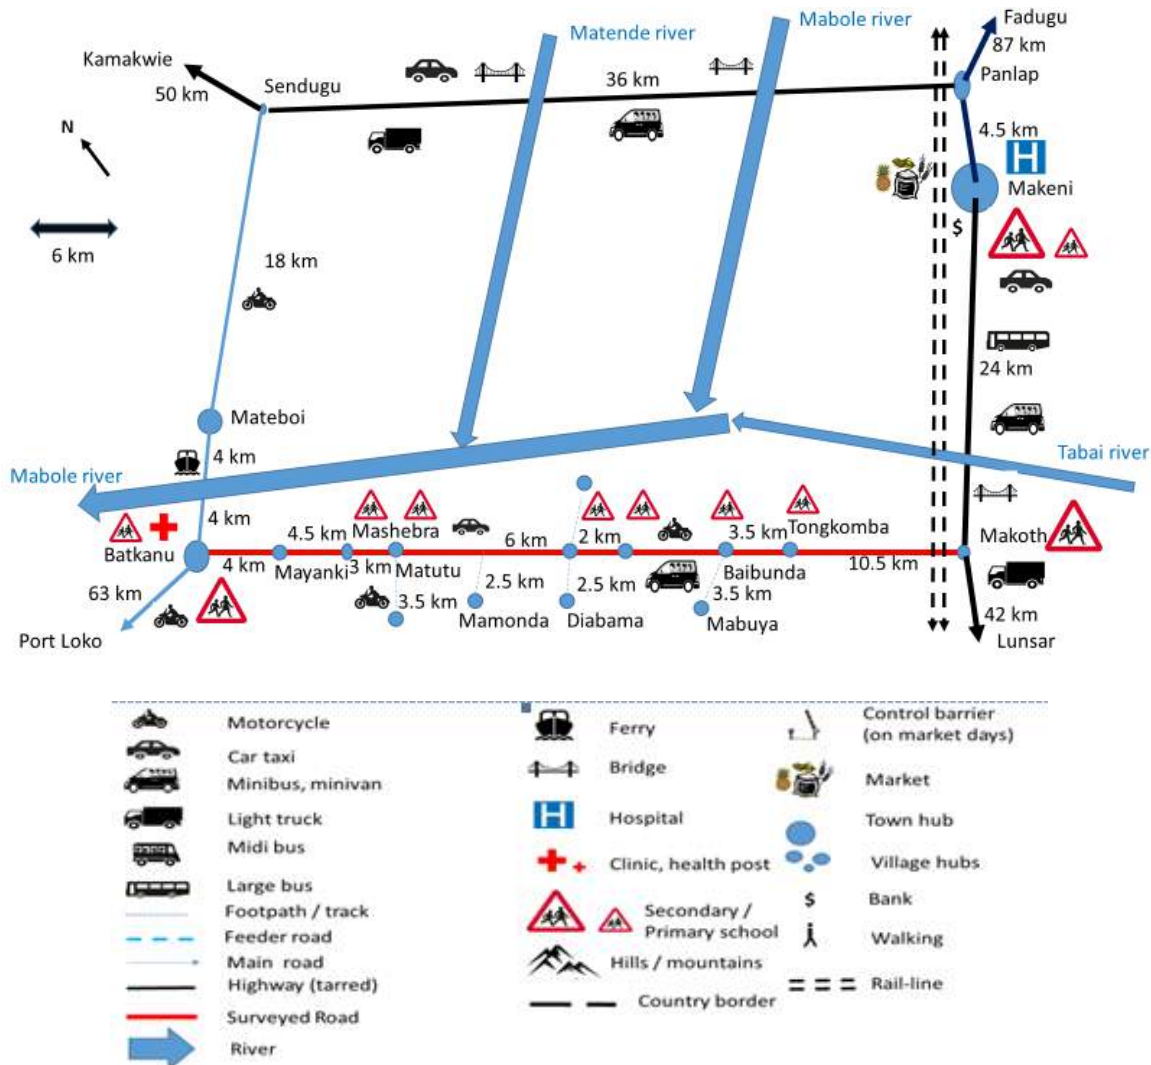 Fadugu
87 km
Mabole river
Matende river
Kamakwie
50 km
Sendugu
36 km
Panlap
N
4.5 km
H
Makeni
$
6 km
18 km
24 km
Mateboi
4 km
Mabole river
Tabai river
4 km
4.5 km
Mashebra
6 km
2 km
3.5 km
Tongkomba
Batkanu
Makoth
4 km
Mayanki
3 km
Matutu
2.5 km
2.5 km
Baibunda
10.5 km
63 km
3.5 km
Mamonda
Diabama
3.5 km
Mabuya
42 km
Port Loko
Lunsar
Motorcycle
Car taxi
Minibus, minivan
Light truck
Midi bus
Large bus
Footpath / track
Feeder road
Main road
Highway (tarred)
Surveyed Road
River
Ferry
Bridge
H
Hospital
Clinic, health post
Secondary /
Primary school
Hills / mountains
Country border
Control barrier
(on market days)
Market
Town hub
Village hubs
$
Bank
Walking
Rail-line